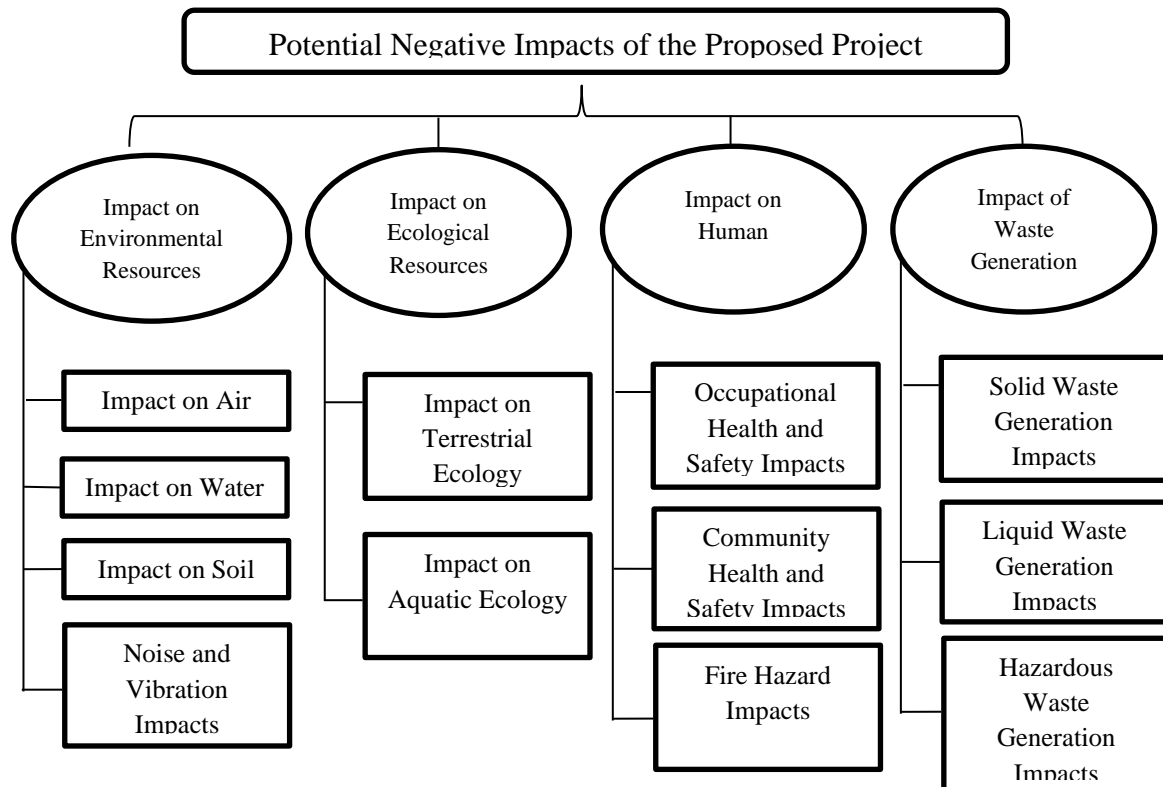 Potential Negative Impacts of the Proposed Project
Impact on
Environmental
Resources
Impact on
Ecological
Resources
Impact on
Human
Impact of
Waste
Generation
Impact on Air
Impact on Water
Impact on Soil
Noise and
Vibration
Impacts
Impact on
Terrestrial
Ecology
Impact on
Aquatic Ecology
Occupational
Health and
Safety Impacts
Community
Health and
Safety Impacts
Fire Hazard
Impacts
Solid Waste
Generation
Impacts
Liquid Waste
Generation
Impacts
Hazardous
Waste
Generation
Impacts